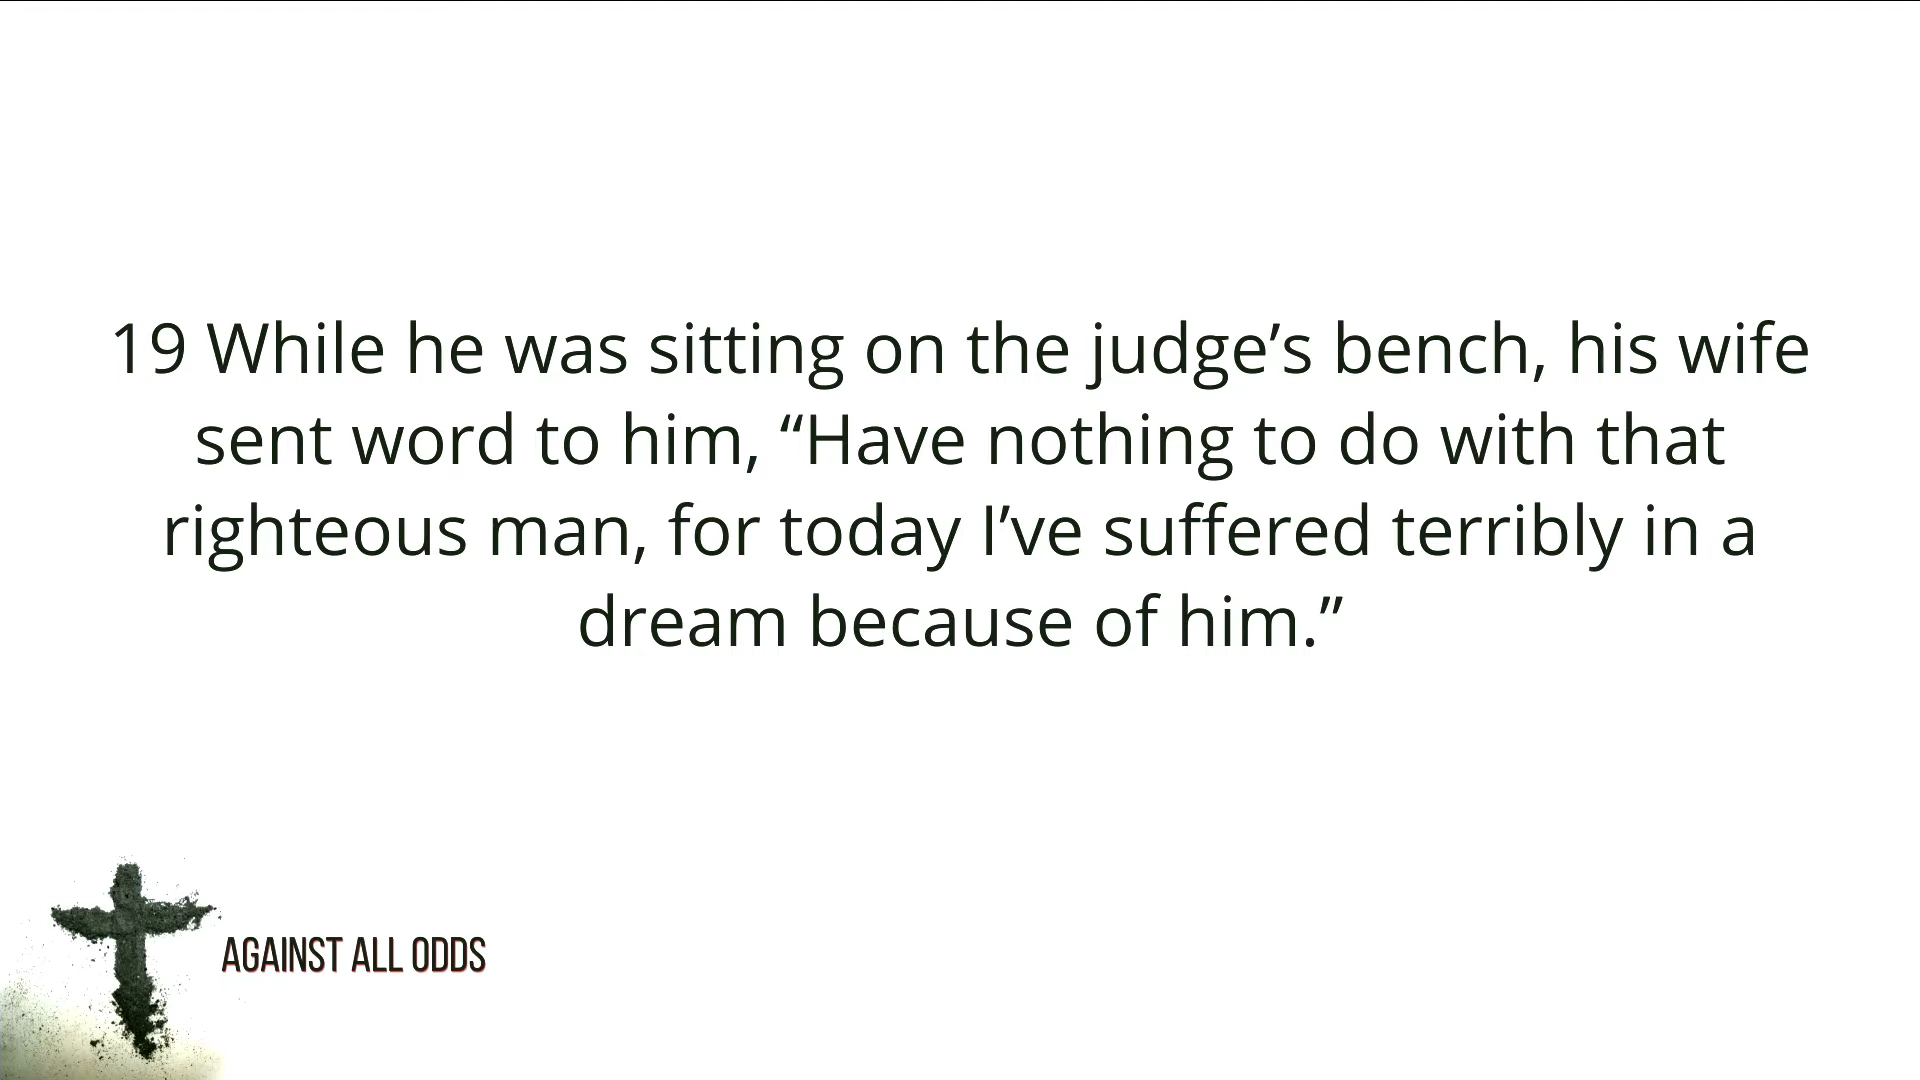 19 While he was sitting on the judge’s bench, his wife
sent word to him, “Have nothing to do with that
righteous man, for today I’ve suffered terribly in a
dream because of him.”
AGAINST ALL ODDS